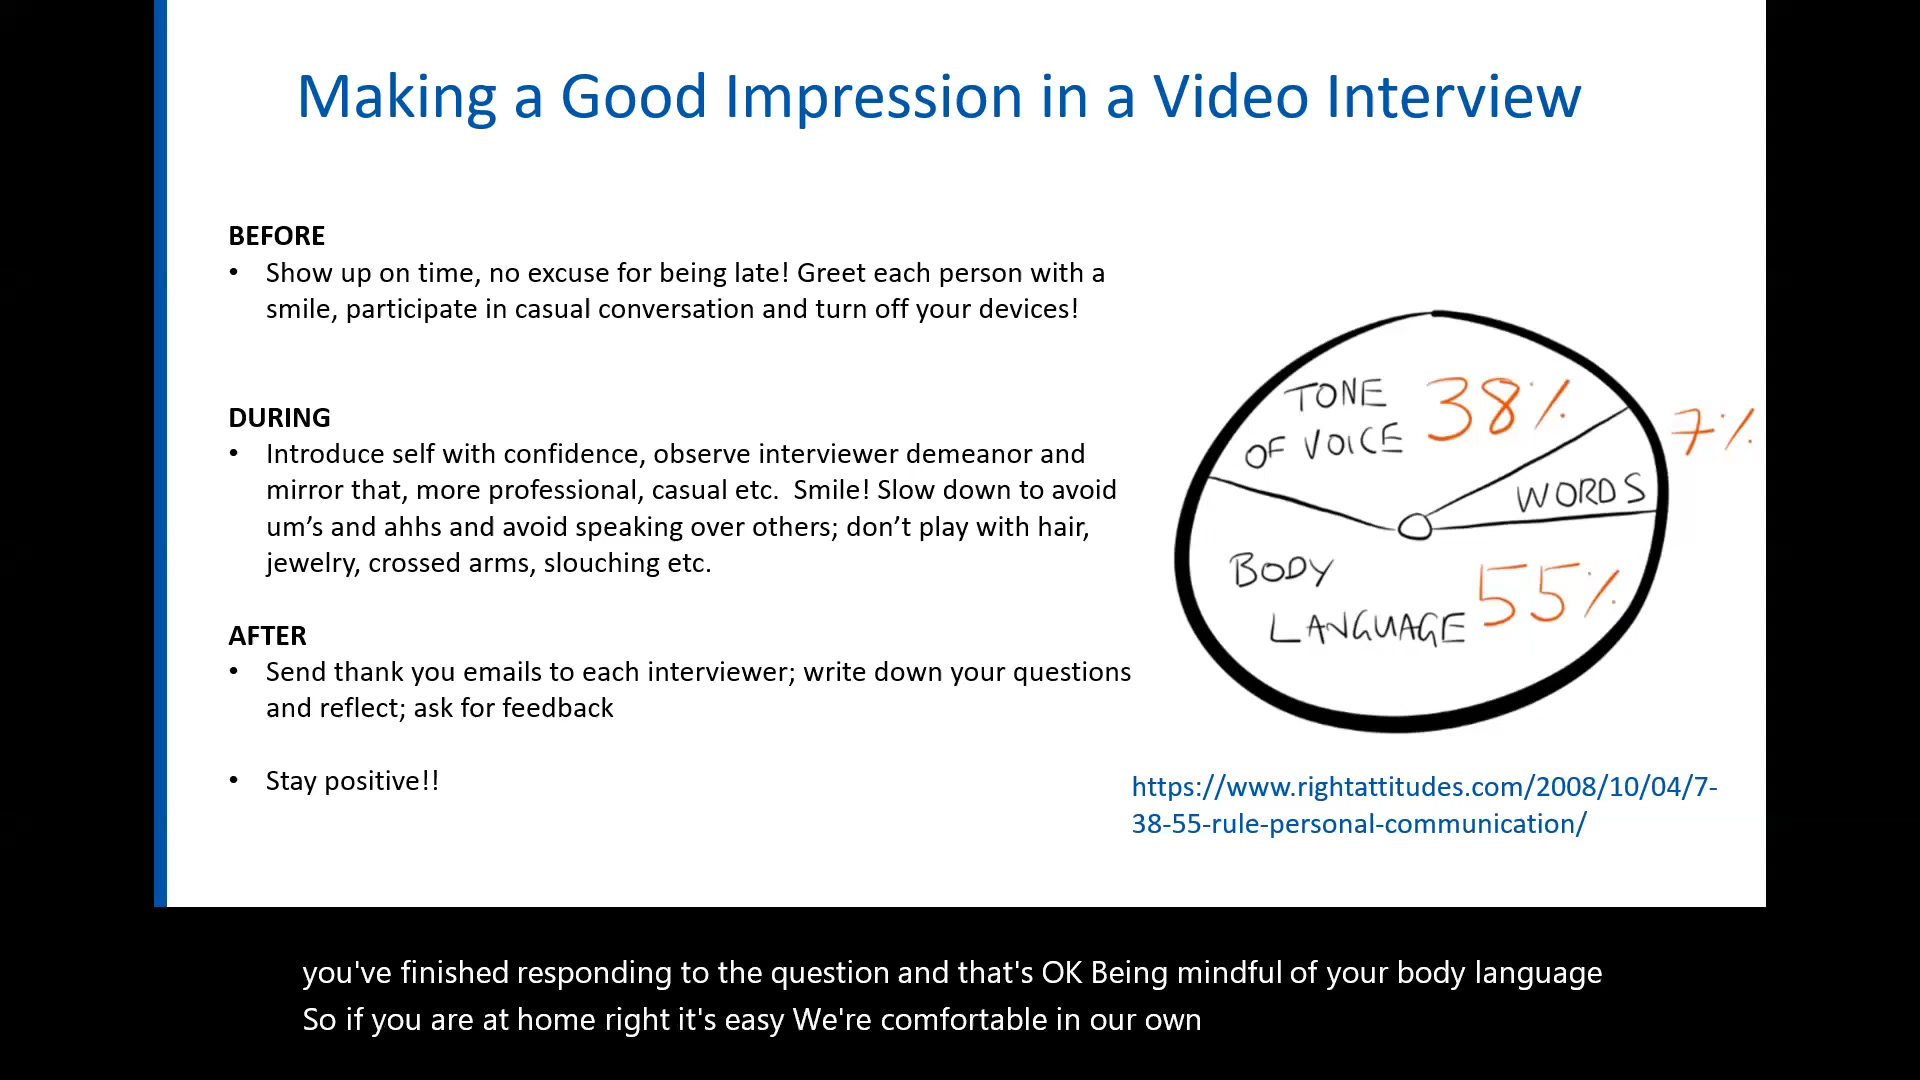 Making a Good Impression in a Video Interview
BEFORE
• Show up on time, no excuse for being late! Greet each person with a
smile, participate in casual conversation and turn off your devices!
DURING
• Introduce self with confidence, observe interviewer demeanor and
mirror that, more professional, casual etc.  Smile! Slow down to avoid
um’s and ahhs and avoid speaking over others; don’t play with hair,
jewelry, crossed arms, slouching etc.
AFTER
• Send thank you emails to each interviewer; write down your questions
and reflect; ask for feedback
• Stay positive!!
TONE
OF VOICE 38%
7%
WORDS
BODY
LANGUAGE 55%
https://www.rightattitudes.com/2008/10/04/7-
38-55-rule-personal-communication/
you've finished responding to the question and that's OK Being mindful of your body language
So if you are at home right it's easy We're comfortable in our own